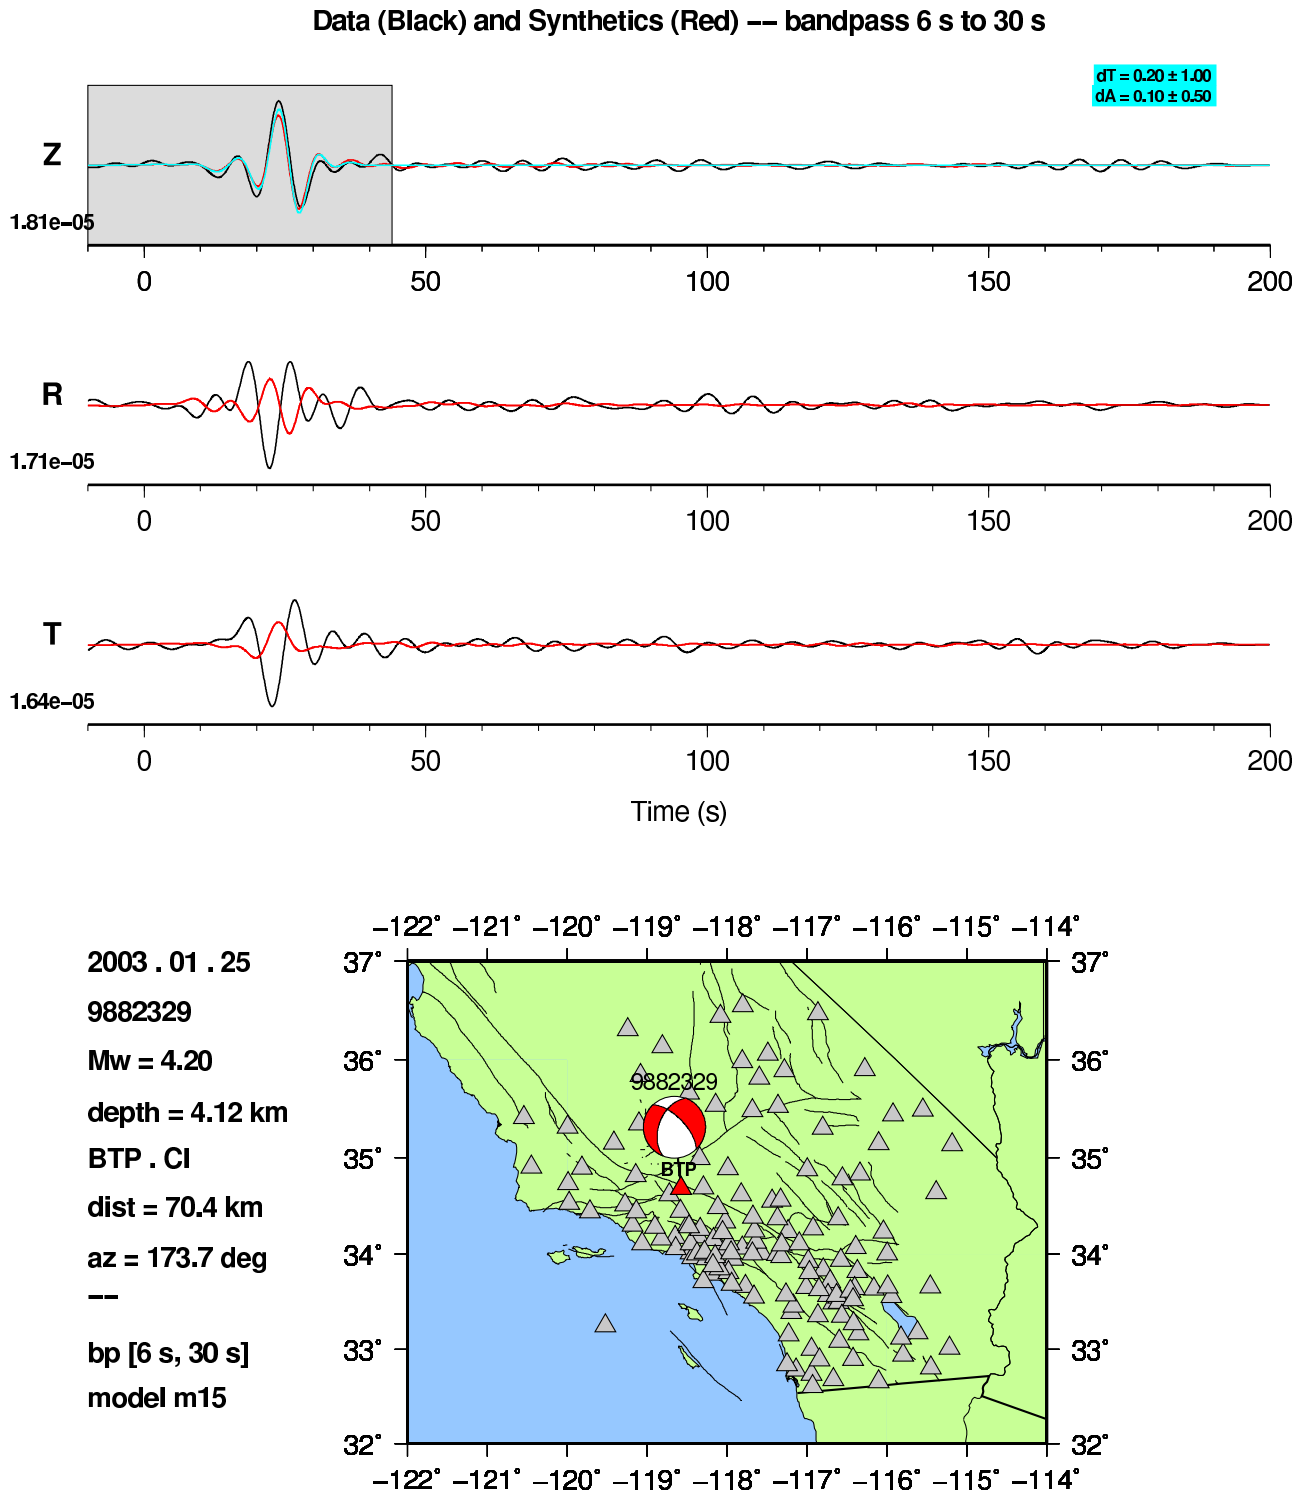 Data (Black) and Synthetics (Red) −− bandpass 6 s to 30 s
dT = 0.20 ± 1.00
dA = 0.10 ± 0.50
Z
1.81e−05
0 50 100 150 200
R
1.71e−05
0 50 100 150 200
T
1.64e−05
0 50 100 150 200
Time (s)
2003 . 01 . 25
9882329
Mw = 4.20
depth = 4.12 km
BTP . CI
dist = 70.4 km
az = 173.7 deg
−−
bp [6 s, 30 s]
model m15
−122° −121° −120° −119° −118° −117° −116° −115° −114°
37° 37°
36° 36°
9882329
35° 35°
BTP
34° 34°
33° 33°
32° 32°
−122° −121° −120° −119° −118° −117° −116° −115° −114°